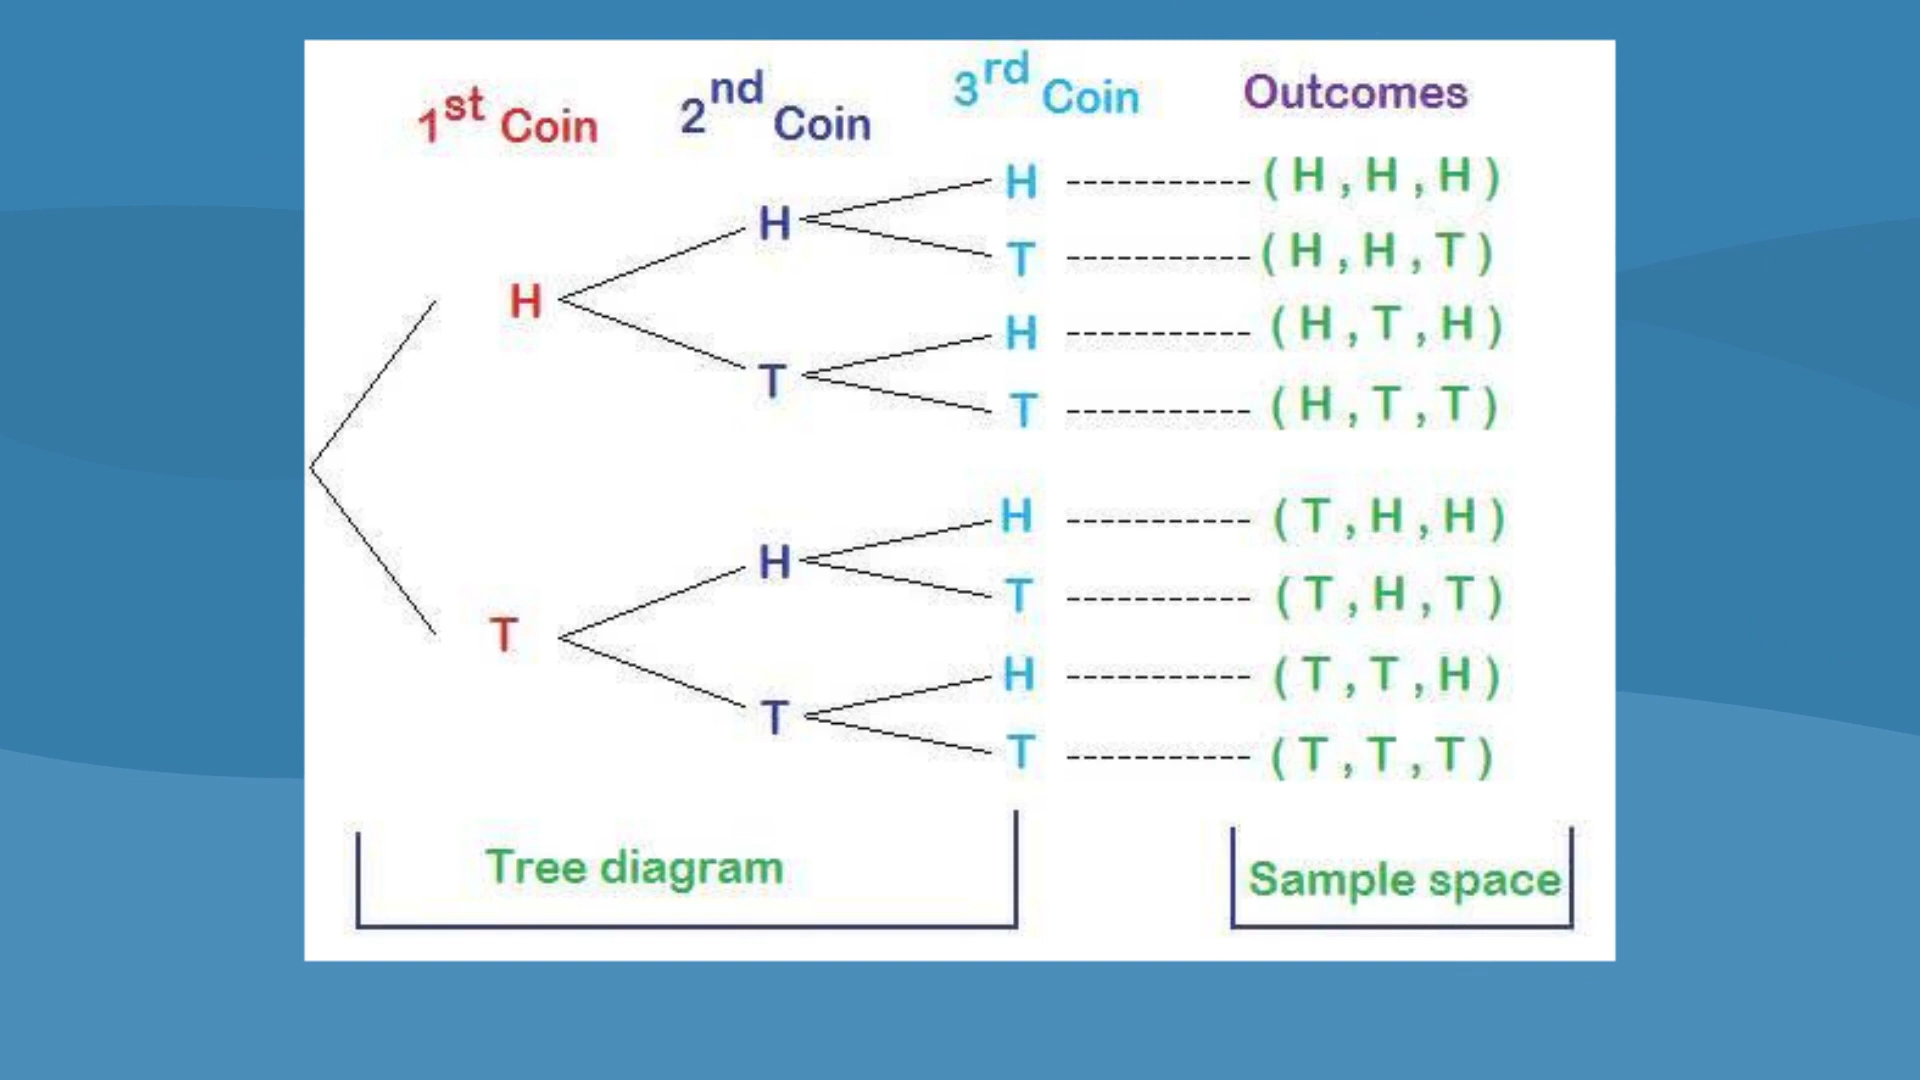 1st Coin 2nd Coin 3rd Coin Outcomes
H ( H , H , H )
H T ( H , H , T )
H H ( H , T , H )
T T ( H , T , T )
H ( T , H , H )
H T ( T , H , T )
T H ( T , T , H )
T T ( T , T , T )
Tree diagram Sample space